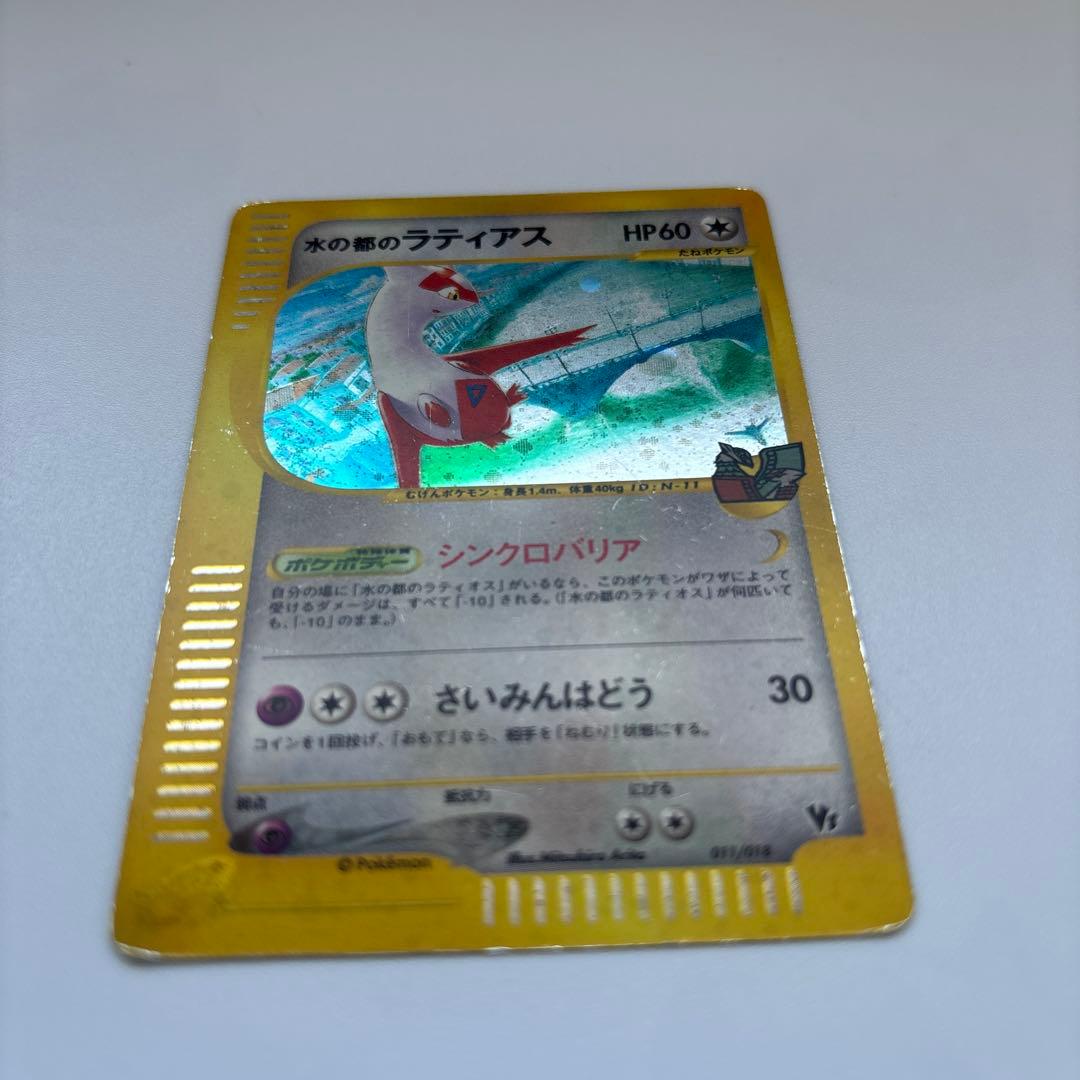 水の都のラティアス HP60
たねポケモン
むげんポケモン：身長1.4m、体重40kg ID：N-11
ポケボディー シンクロバリア
自分の場に「水の都のラティオス」がいるなら、このポケモンがワザによって
受けるダメージは、すべて「-10」される。（「水の都のラティオス」が何匹いて
も、「-10」のまま。）
さいみんはどう 30
コインを1回投げ、「おもて」なら、相手を「ねむり」状態にする。
弱点 抵抗力 にげる
Vs
Illus. Mitsuhiro Arita 011/018
© Pokémon